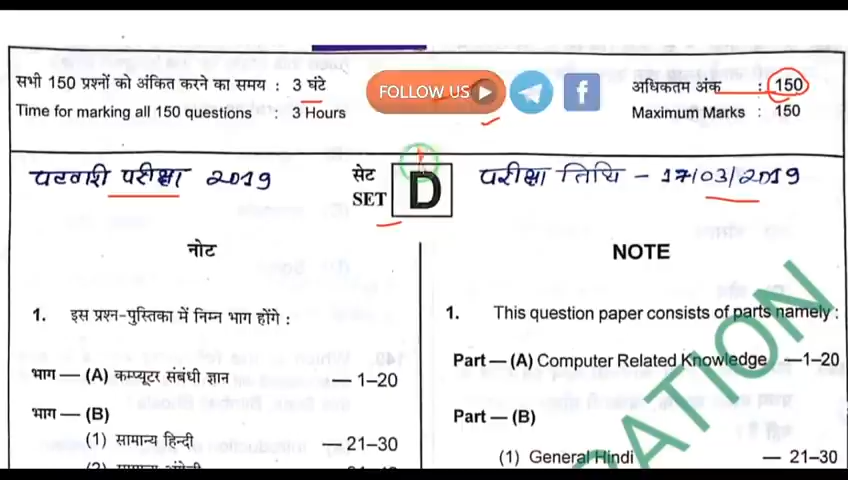 सभी 150 प्रश्नों को अंकित करने का समय : 3 घंटे
Time for marking all 150 questions : 3 Hours
FOLLOW US
अधिकतम अंक : 150
Maximum Marks : 150
पटवारी परीक्षा 2019
सेट
SET D
परीक्षा तिथि - 17/03/2019
नोट
1. इस प्रश्न-पुस्तिका में निम्न भाग होंगे :
भाग — (A) कम्प्यूटर संबंधी ज्ञान — 1–20
भाग — (B)
(1) सामान्य हिन्दी — 21–30
NOTE
1. This question paper consists of parts namely :
Part — (A) Computer Related Knowledge — 1–20
Part — (B)
(1) General Hindi — 21–30
RATION